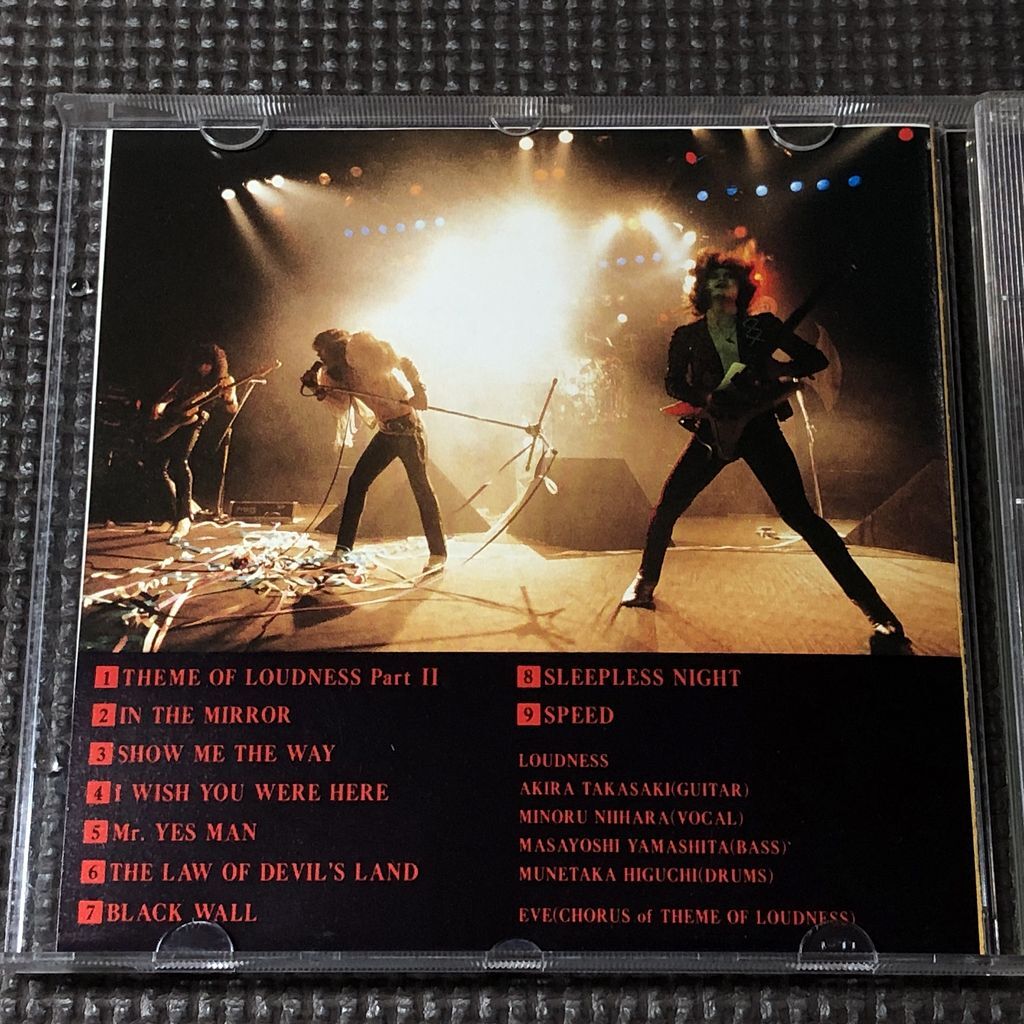 1 THEME OF LOUDNESS Part II
2 IN THE MIRROR
3 SHOW ME THE WAY
4 I WISH YOU WERE HERE
5 Mr. YES MAN
6 THE LAW OF DEVIL'S LAND
7 BLACK WALL
8 SLEEPLESS NIGHT
9 SPEED
LOUDNESS
AKIRA TAKASAKI(GUITAR)
MINORU NIIHARA(VOCAL)
MASAYOSHI YAMASHITA(BASS)
MUNETAKA HIGUCHI(DRUMS)
EVE(CHORUS of THEME OF LOUDNESS)